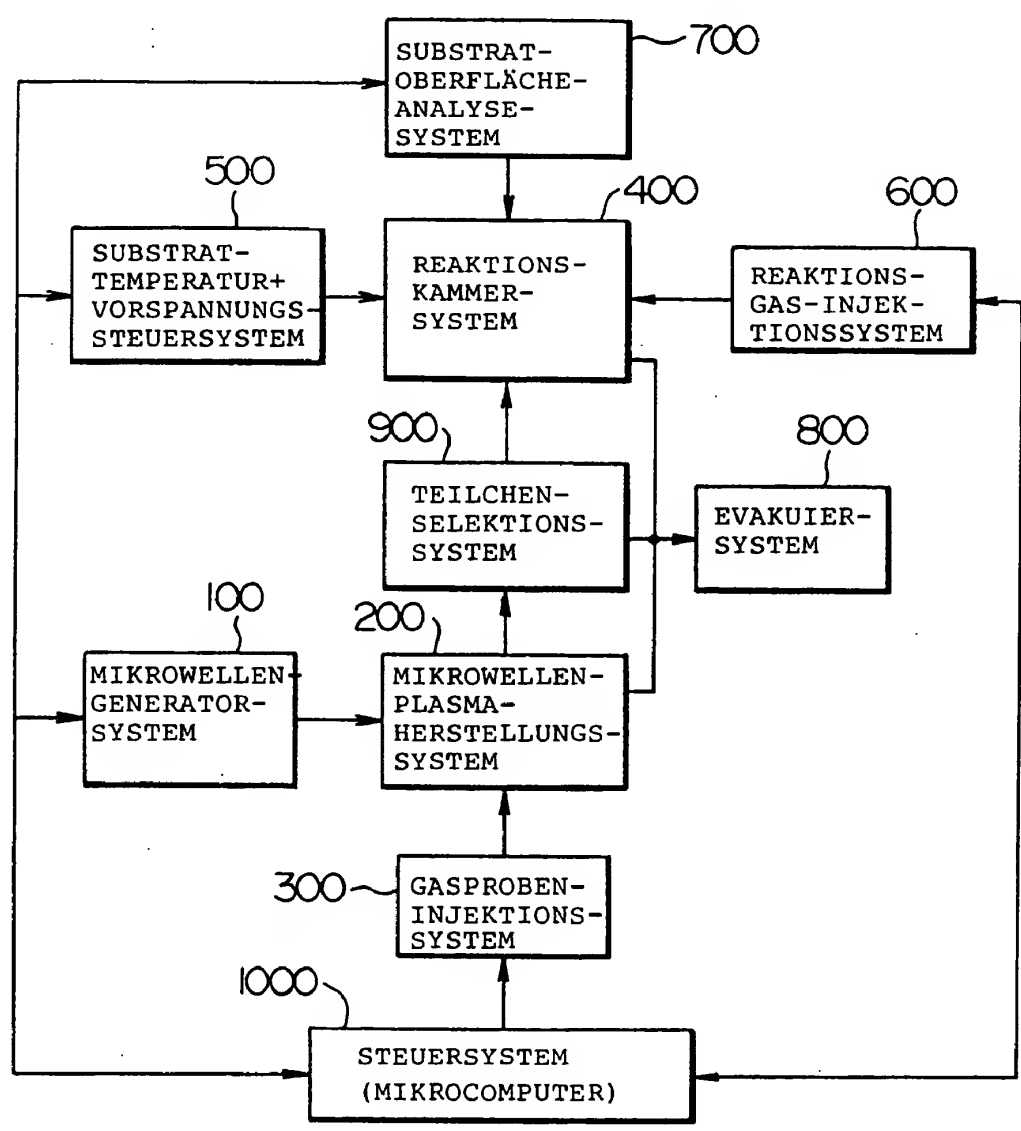 700
SUBSTRAT-
OBERFLÄCHE-
ANALYSE-
SYSTEM
500
SUBSTRAT-
TEMPERATUR+
VORSPANNUNGS-
STEUERSYSTEM
400
REAKTIONS-
KAMMER-
SYSTEM
600
REAKTIONS-
GAS-INJEK-
TIONSSYSTEM
900
TEILCHEN-
SELEKTIONS-
SYSTEM
800
EVAKUIER-
SYSTEM
100
MIKROWELLEN-
GENERATOR-
SYSTEM
200
MIKROWELLEN-
PLASMA-
HERSTELLUNGS-
SYSTEM
300
GASPROBEN-
INJEKTIONS-
SYSTEM
1000
STEUERSYSTEM
(MIKROCOMPUTER)